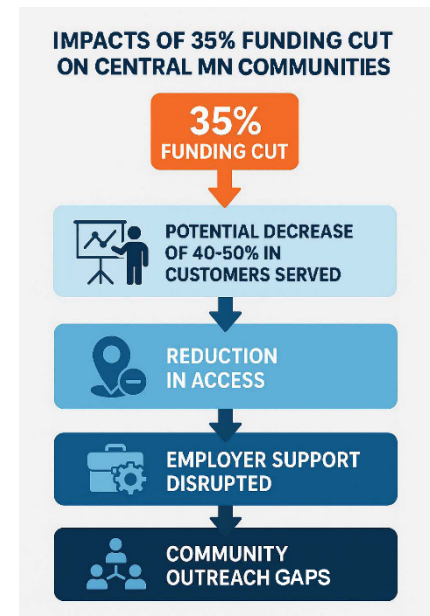 IMPACTS OF 35% FUNDING CUT
ON CENTRAL MN COMMUNITIES
35%
FUNDING CUT
POTENTIAL DECREASE
OF 40-50% IN
CUSTOMERS SERVED
REDUCTION
IN ACCESS
EMPLOYER SUPPORT
DISRUPTED
COMMUNITY
OUTREACH GAPS